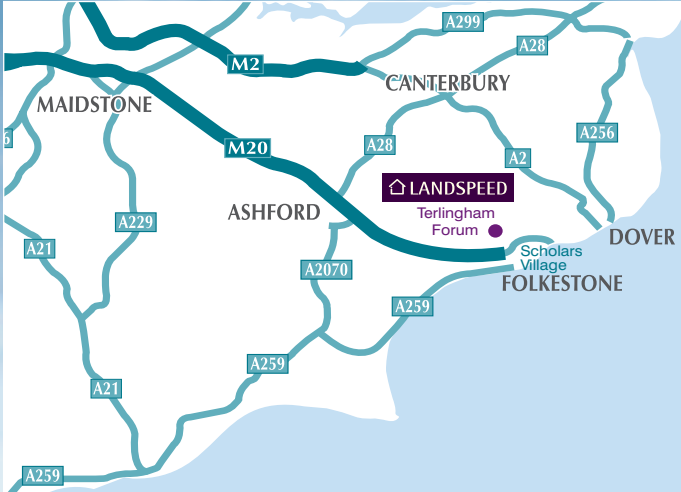 A299
A28
M2
CANTERBURY
MAIDSTONE
A256
6
A28
M20
A2
LANDSPEED
Terlingham
Forum
ASHFORD
A229
DOVER
A21
Scholars
Village
A2070
FOLKESTONE
A259
A259
A21
A259